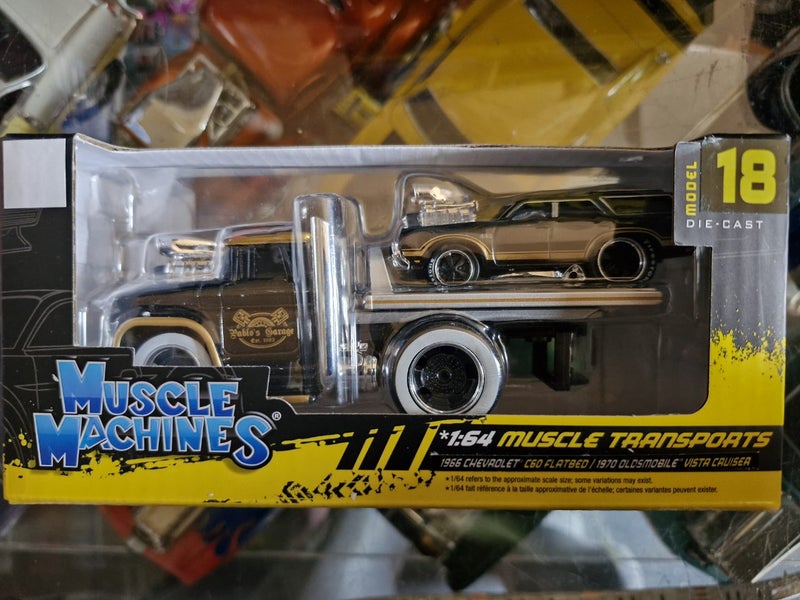 MODEL
18
DIE-CAST
Pablo's Garage
Est. 1982
MUSCLE
MACHINES®
*1:64 MUSCLE TRANSPORTS
1966 CHEVROLET C60 FLATBED / 1970 OLDSMOBILE VISTA CRUISER
*1/64 refers to the approximate scale size; some variations may exist.
*1/64 fait référence à la taille approximative de l'échelle; certaines variantes peuvent exister.